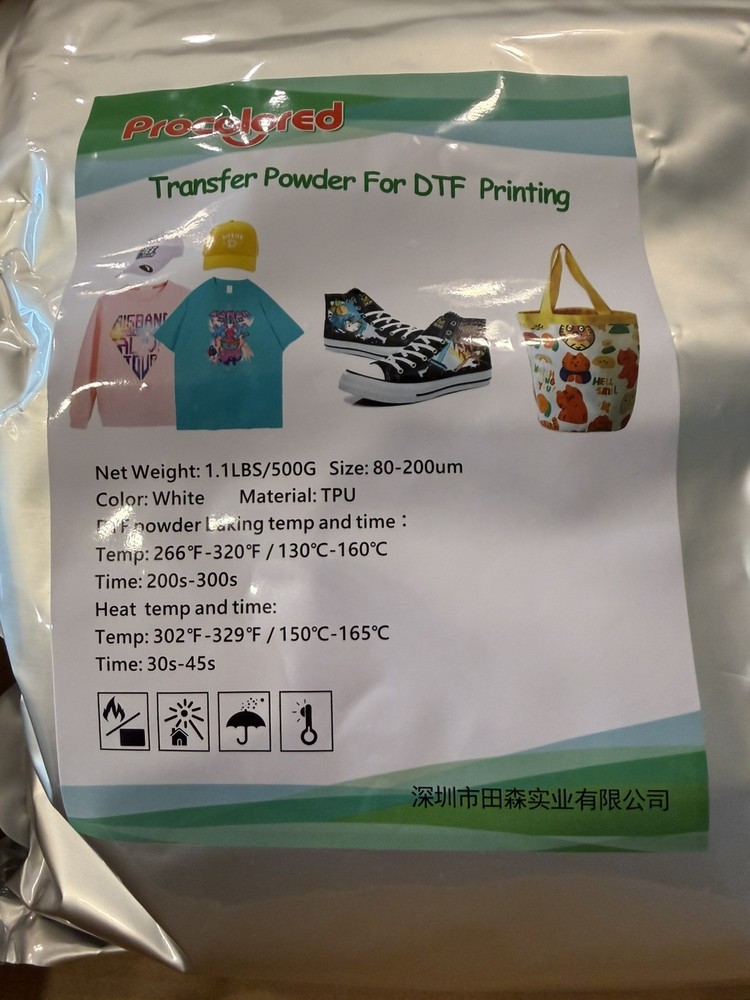 Procolored
Transfer Powder For DTF Printing
Net Weight: 1.1LBS/500G Size: 80-200um
Color: White Material: TPU
DTF powder baking temp and time：
Temp: 266℉-320℉ / 130℃-160℃
Time: 200s-300s
Heat temp and time:
Temp: 302℉-329℉ / 150℃-165℃
Time: 30s-45s
深圳市田森实业有限公司